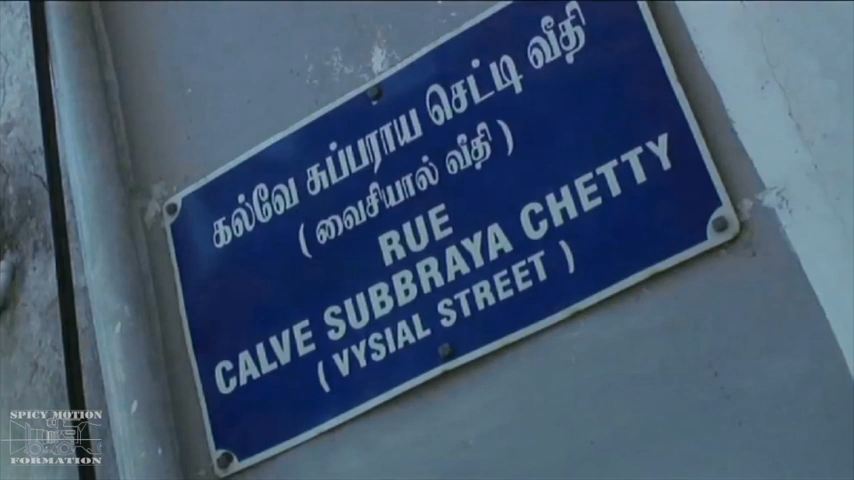 கல்வே சுப்பராய செட்டி வீதி
( வைசியால் வீதி )
RUE
CALVE SUBBRAYA CHETTY
( VYSIAL STREET )
SPICY MOTION
FORMATION